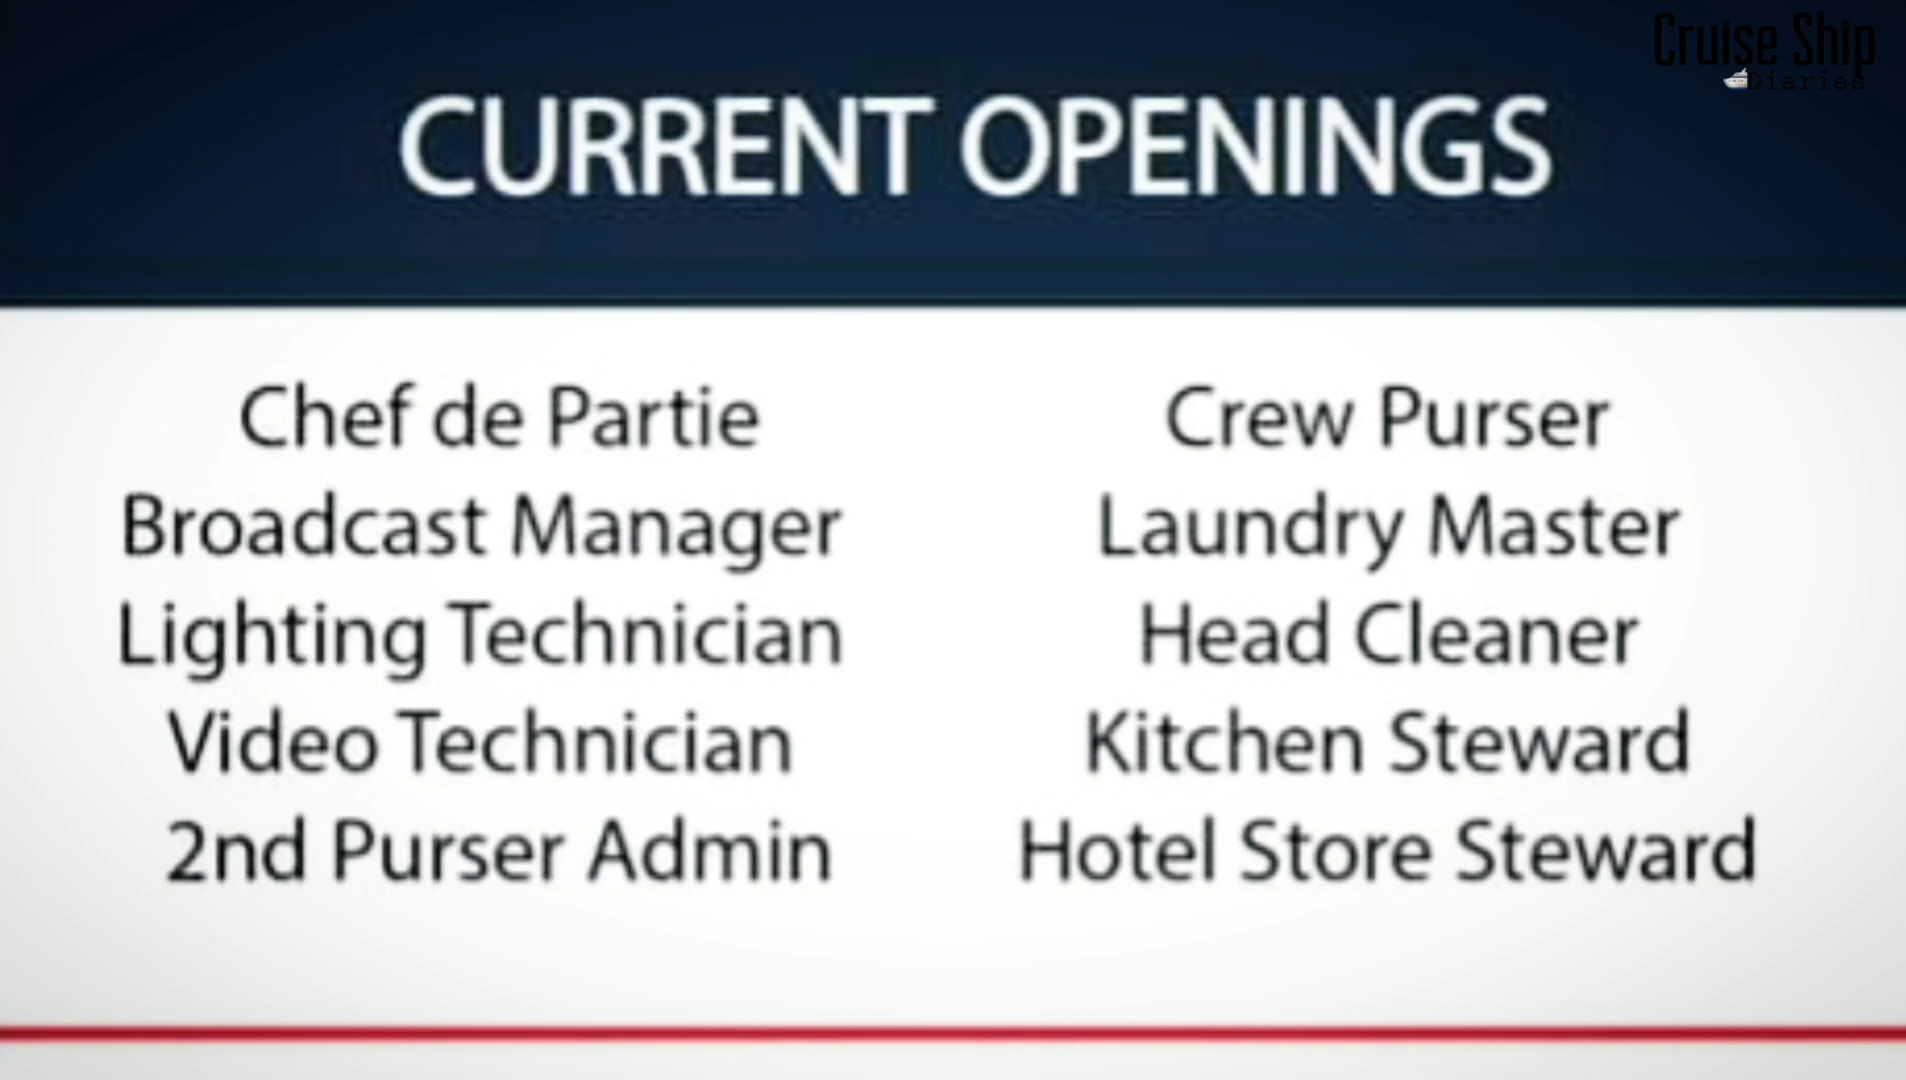 Cruise Ship
Diaries
CURRENT OPENINGS
Chef de Partie
Broadcast Manager
Lighting Technician
Video Technician
2nd Purser Admin
Crew Purser
Laundry Master
Head Cleaner
Kitchen Steward
Hotel Store Steward